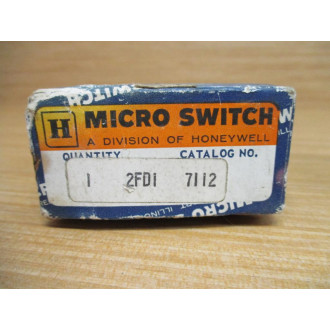 H MICRO SWITCH
A DIVISION OF HONEYWELL
QUANTITY CATALOG NO.
1 2FD1 7112